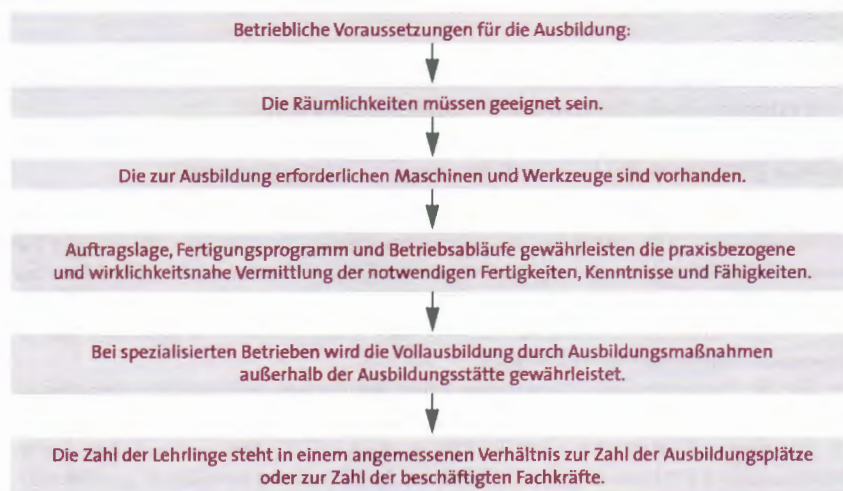 Betriebliche Voraussetzungen für die Ausbildung:
Die Räumlichkeiten müssen geeignet sein.
Die zur Ausbildung erforderlichen Maschinen und Werkzeuge sind vorhanden.
Auftragslage, Fertigungsprogramm und Betriebsabläufe gewährleisten die praxisbezogene
und wirklichkeitsnahe Vermittlung der notwendigen Fertigkeiten, Kenntnisse und Fähigkeiten.
Bei spezialisierten Betrieben wird die Vollausbildung durch Ausbildungsmaßnahmen
außerhalb der Ausbildungsstätte gewährleistet.
Die Zahl der Lehrlinge steht in einem angemessenen Verhältnis zur Zahl der Ausbildungsplätze
oder zur Zahl der beschäftigten Fachkräfte.